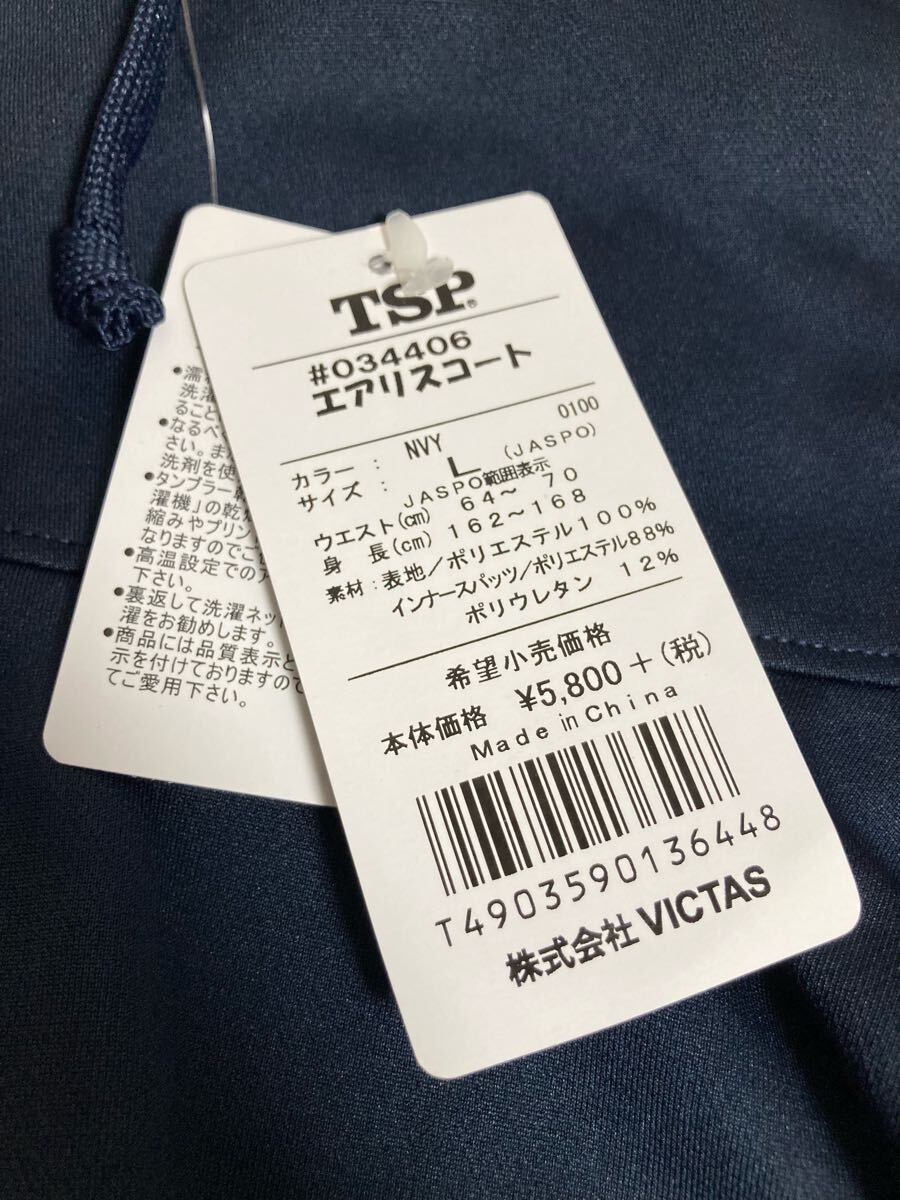 TSP®
#034406
エアリスコート
カラー : NVY 0100
サイズ : L (JASPO)
JASPO範囲表示
ウエスト(cm) 64〜 70
身 長(cm) 162〜168
素材:表地/ポリエステル100%
インナースパッツ/ポリエステル88%
ポリウレタン 12%
希望小売価格
本体価格 ¥5,800+(税)
Made in China
T4903590136448
株式会社 VICTAS
洗濯
ること
●なるべく
さい。また
洗剤を使
●タンブラー乾
濯機」の乾
縮みやプリン
なりますのでご
●高温設定でのア
下さい。
●裏返して洗濯ネッ
濯をお勧めします。
●商品には品質表示と
示を付けておりますので
てご愛用下さい。